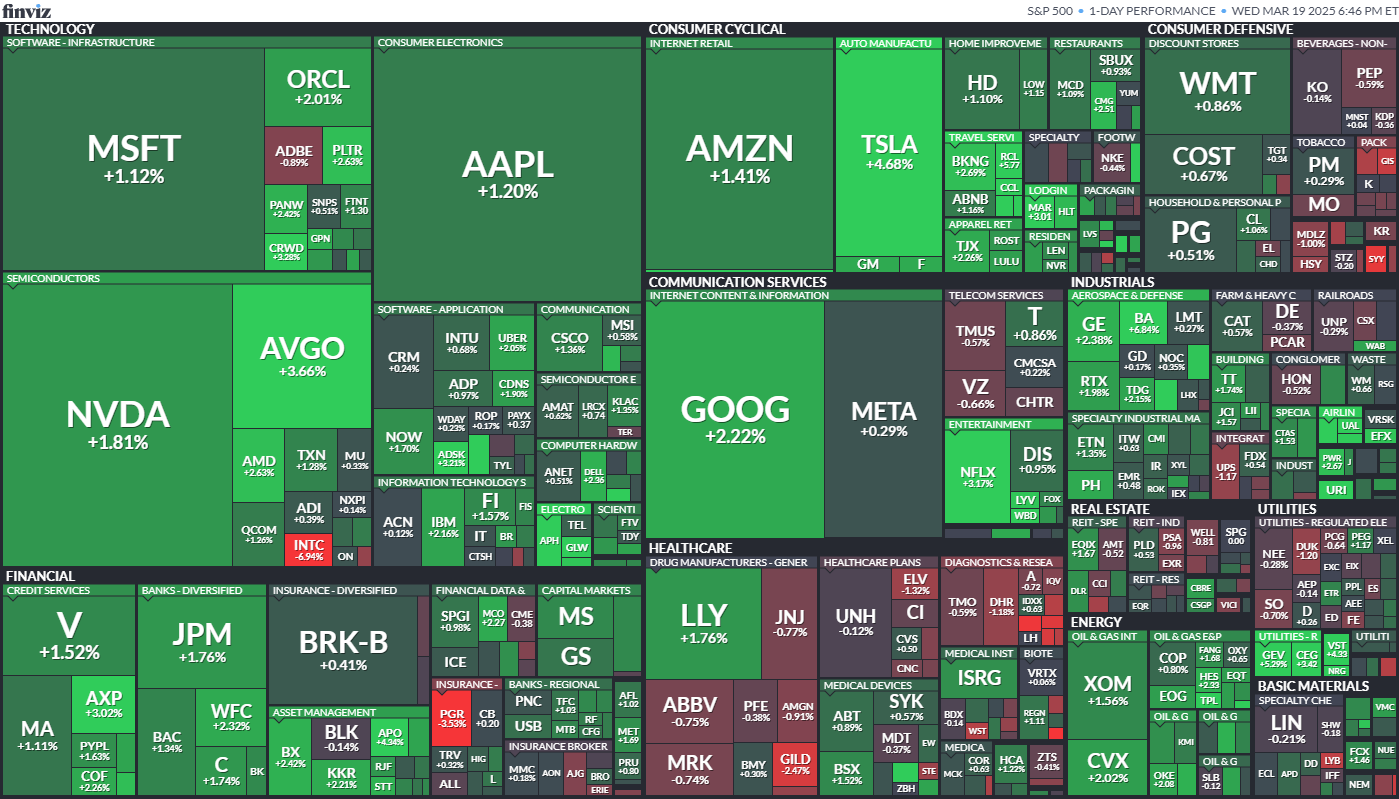 finviz
S&P 500 • 1-DAY PERFORMANCE • WED MAR 19 2025 6:46 PM ET
TECHNOLOGY
SOFTWARE - INFRASTRUCTURE
MSFT
+1.12%
ORCL
+2.01%
ADBE
-0.89%
PLTR
+2.63%
PANW
+2.42%
SNPS
+0.51%
FTNT
+1.30
CRWD
+3.28%
GPN
CONSUMER ELECTRONICS
AAPL
+1.20%
SEMICONDUCTORS
NVDA
+1.81%
AVGO
+3.66%
AMD
+2.63%
TXN
+1.28%
MU
+0.33%
ADI
+0.39%
NXPI
+0.14%
QCOM
+1.26%
INTC
-6.94%
ON
SOFTWARE - APPLICATION
CRM
+0.24%
INTU
+0.68%
UBER
+2.05%
ADP
+0.97%
CDNS
+1.90%
NOW
+1.70%
WDAY
+0.23%
ROP
+0.17%
PAYX
+0.37
ADSK
+3.21%
TYL
INFORMATION TECHNOLOGY S
ACN
+0.12%
IBM
+2.16%
FI
+1.57%
FIS
IT
BR
CTSH
COMMUNICATION
CSCO
+1.36%
MSI
+0.58%
SEMICONDUCTOR E
AMAT
+0.62%
LRCX
+0.74
KLAC
+1.35%
TER
COMPUTER HARDW
ANET
+0.51%
DELL
+2.36
ELECTRO
APH
TEL
GLW
SCIENTI
FTV
TDY
CONSUMER CYCLICAL
INTERNET RETAIL
AMZN
+1.41%
AUTO MANUFACTU
TSLA
+4.68%
GM
F
HOME IMPROVEME
HD
+1.10%
LOW
+1.15
RESTAURANTS
MCD
+1.09%
SBUX
+0.93%
CMG
+2.51
YUM
TRAVEL SERVI
BKNG
+2.69%
RCL
+5.77
CCL
ABNB
+1.16%
SPECIALTY
FOOTW
NKE
-0.44%
LODGIN
MAR
+3.01
HLT
PACKAGIN
APPAREL RET
TJX
+2.26%
ROST
LULU
RESIDEN
LEN
NVR
LVS
CONSUMER DEFENSIVE
DISCOUNT STORES
WMT
+0.86%
COST
+0.67%
TGT
+0.34
BEVERAGES - NON-
KO
-0.14%
PEP
-0.59%
MNST
+0.04
KDP
-0.36
TOBACCO
PM
+0.29%
MO
PACK
GIS
K
HOUSEHOLD & PERSONAL P
PG
+0.51%
CL
+1.06%
EL
CHD
MDLZ
-1.00%
HSY
STZ
-0.20
KR
SYY
COMMUNICATION SERVICES
INTERNET CONTENT & INFORMATION
GOOG
+2.22%
META
+0.29%
TELECOM SERVICES
TMUS
-0.57%
T
+0.86%
VZ
-0.66%
CMCSA
+0.22%
CHTR
ENTERTAINMENT
NFLX
+3.17%
DIS
+0.95%
LYV
FOX
WBD
INDUSTRIALS
AEROSPACE & DEFENSE
GE
+2.38%
BA
+6.84%
LMT
+0.27%
RTX
+1.98%
GD
+0.17%
NOC
+0.35%
TDG
+2.15%
LHX
FARM & HEAVY C
CAT
+0.57%
DE
-0.37%
PCAR
RAILROADS
UNP
-0.29%
CSX
WAB
BUILDING
TT
+1.74%
JCI
+1.57
LII
CONGLOMER
HON
-0.52%
WASTE
WM
+0.66
RSG
SPECIALTY INDUSTRIAL MA
ETN
+1.35%
ITW
+0.63
CMI
PH
EMR
+0.48
IR
XYL
ROK
IEX
INTEGRAT
UPS
-1.17
FDX
+0.54
SPECIA
CTAS
+1.53
AIRLIN
UAL
VRSK
EFX
INDUST
PWR
+2.67
J
URI
HEALTHCARE
DRUG MANUFACTURERS - GENER
LLY
+1.76%
JNJ
-0.77%
ABBV
-0.75%
MRK
-0.74%
PFE
-0.38%
AMGN
-0.91%
BMY
+0.30%
GILD
-2.47%
HEALTHCARE PLANS
UNH
-0.12%
ELV
-1.32%
CI
CVS
+0.50
CNC
MEDICAL DEVICES
ABT
+0.89%
SYK
+0.57%
MDT
-0.37%
EW
BSX
+1.52%
STE
ZBH
DIAGNOSTICS & RESEA
TMO
-0.59%
DHR
-1.18%
A
-0.72
IQV
IDXX
+0.63
LH
MEDICAL INST
ISRG
BDX
-0.14
WST
BIOTE
VRTX
+0.06%
REGN
+1.11
MEDICA
MCK
COR
+0.63
HCA
+1.22%
ZTS
-0.41%
REAL ESTATE
REIT - SPE
EQIX
+1.67
AMT
-0.52
DLR
CCI
REIT - IND
PLD
+0.53
PSA
-0.96
EXR
WELL
-0.81
SPG
0.00
REIT - RES
EQR
CBRE
CSGP
VICI
UTILITIES
UTILITIES - REGULATED ELE
NEE
-0.28%
DUK
-1.20
PCG
-0.64
PEG
+1.17
XEL
SO
-0.70%
AEP
-0.14
EXC
EIX
ETR
PPL
ES
D
+0.26
AEE
ED
FE
UTILITIES - R
GEV
+5.29%
CEG
+3.42
VST
+4.33
NRG
UTILITI
ENERGY
OIL & GAS INT
XOM
+1.56%
CVX
+2.02%
OIL & GAS E&P
COP
+0.80%
FANG
+1.68
OXY
+0.65
EOG
HES
+2.33
EQT
TPL
OIL & G
KMI
OKE
+2.08
OIL & G
OIL & G
SLB
-0.12
BASIC MATERIALS
SPECIALTY CHE
LIN
-0.21%
SHW
-0.18
ECL
APD
DD
LYB
IFF
VMC
FCX
+1.46
NUE
NEM
FINANCIAL
CREDIT SERVICES
V
+1.52%
MA
+1.11%
AXP
+3.02%
PYPL
+1.63%
COF
+2.26%
BANKS - DIVERSIFIED
JPM
+1.76%
BAC
+1.34%
WFC
+2.32%
C
+1.74%
BK
INSURANCE - DIVERSIFIED
BRK-B
+0.41%
ASSET MANAGEMENT
BX
+2.42%
BLK
-0.14%
APO
+4.34%
KKR
+2.21%
RJF
STT
FINANCIAL DATA &
SPGI
+0.98%
MCO
+2.27
CME
-0.38
ICE
CAPITAL MARKETS
MS
GS
INSURANCE -
PGR
-3.53%
CB
+0.20
TRV
+0.32%
HIG
ALL
L
BANKS - REGIONAL
PNC
TFC
+1.03
USB
MTB
RF
CFG
INSURANCE BROKER
MMC
+0.18%
AON
AJG
BRO
ERIE
AFL
+1.02
MET
+1.69
PRU
+0.80